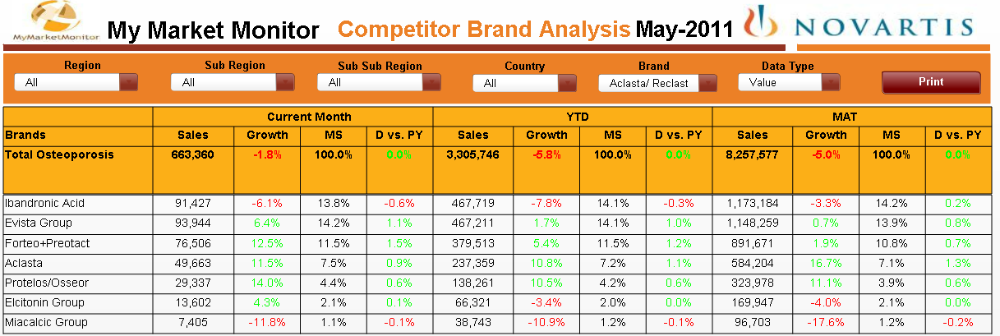 MyMarketMonitor
My Market Monitor Competitor Brand Analysis May-2011 NOVARTIS
Region Sub Region Sub Sub Region Country Brand Data Type
All All All All Aclasta/ Reclast Value Print
Current Month YTD MAT
Brands Sales Growth MS D vs. PY Sales Growth MS D vs. PY Sales Growth MS D vs. PY
Total Osteoporosis 663,360 -1.8% 100.0% 0.0% 3,305,746 -5.8% 100.0% 0.0% 8,257,577 -5.0% 100.0% 0.0%
Ibandronic Acid 91,427 -6.1% 13.8% -0.6% 467,719 -7.8% 14.1% -0.3% 1,173,184 -3.3% 14.2% 0.2%
Evista Group 93,944 6.4% 14.2% 1.1% 467,211 1.7% 14.1% 1.0% 1,148,259 0.7% 13.9% 0.8%
Forteo+Preotact 76,506 12.5% 11.5% 1.5% 379,513 5.4% 11.5% 1.2% 891,671 1.9% 10.8% 0.7%
Aclasta 49,663 11.5% 7.5% 0.9% 237,359 10.8% 7.2% 1.1% 584,204 16.7% 7.1% 1.3%
Protelos/Osseor 29,337 14.0% 4.4% 0.6% 138,261 10.5% 4.2% 0.6% 323,978 11.1% 3.9% 0.6%
Elcitonin Group 13,602 4.3% 2.1% 0.1% 66,321 -3.4% 2.0% 0.0% 169,947 -4.0% 2.1% 0.0%
Miacalcic Group 7,405 -11.8% 1.1% -0.1% 38,743 -10.9% 1.2% -0.1% 96,703 -17.6% 1.2% -0.2%